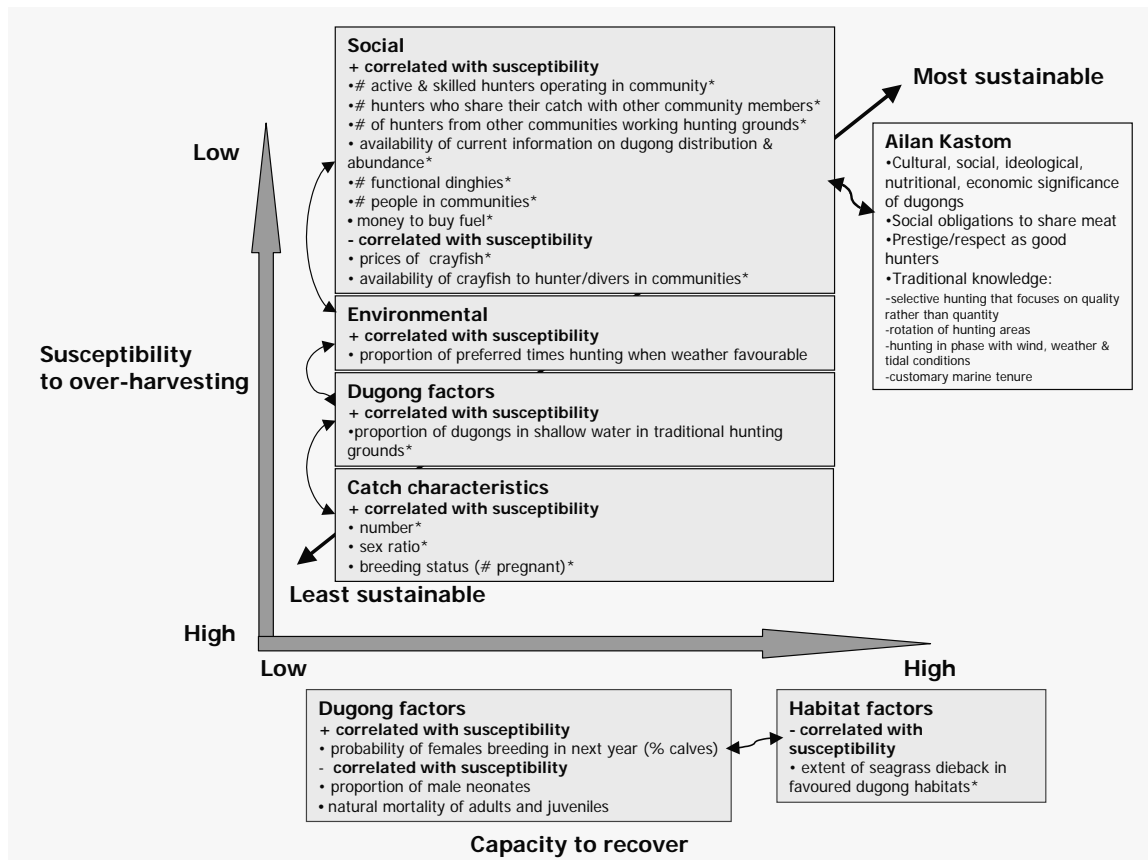 Social
+ correlated with susceptibility
•# active & skilled hunters operating in community*
•# hunters who share their catch with other community members*
•# of hunters from other communities working hunting grounds*
• availability of current information on dugong distribution &
abundance*
•# functional dinghies*
•# people in communities*
• money to buy fuel*
- correlated with susceptibility
• prices of crayfish*
• availability of crayfish to hunter/divers in communities*
Most sustainable
Ailan Kastom
•Cultural, social, ideological,
nutritional, economic significance
of dugongs
•Social obligations to share meat
•Prestige/respect as good
hunters
•Traditional knowledge:
-selective hunting that focuses on quality
rather than quantity
-rotation of hunting areas
-hunting in phase with wind, weather &
tidal conditions
-customary marine tenure
Low
Susceptibility
to over-harvesting
Environmental
+ correlated with susceptibility
• proportion of preferred times hunting when weather favourable
Dugong factors
+ correlated with susceptibility
•proportion of dugongs in shallow water in traditional hunting
grounds*
Catch characteristics
+ correlated with susceptibility
• number*
• sex ratio*
• breeding status (# pregnant)*
Least sustainable
High
Low
High
Dugong factors
+ correlated with susceptibility
• probability of females breeding in next year (% calves)
- correlated with susceptibility
• proportion of male neonates
• natural mortality of adults and juveniles
Habitat factors
- correlated with
susceptibility
• extent of seagrass dieback in
favoured dugong habitats*
Capacity to recover